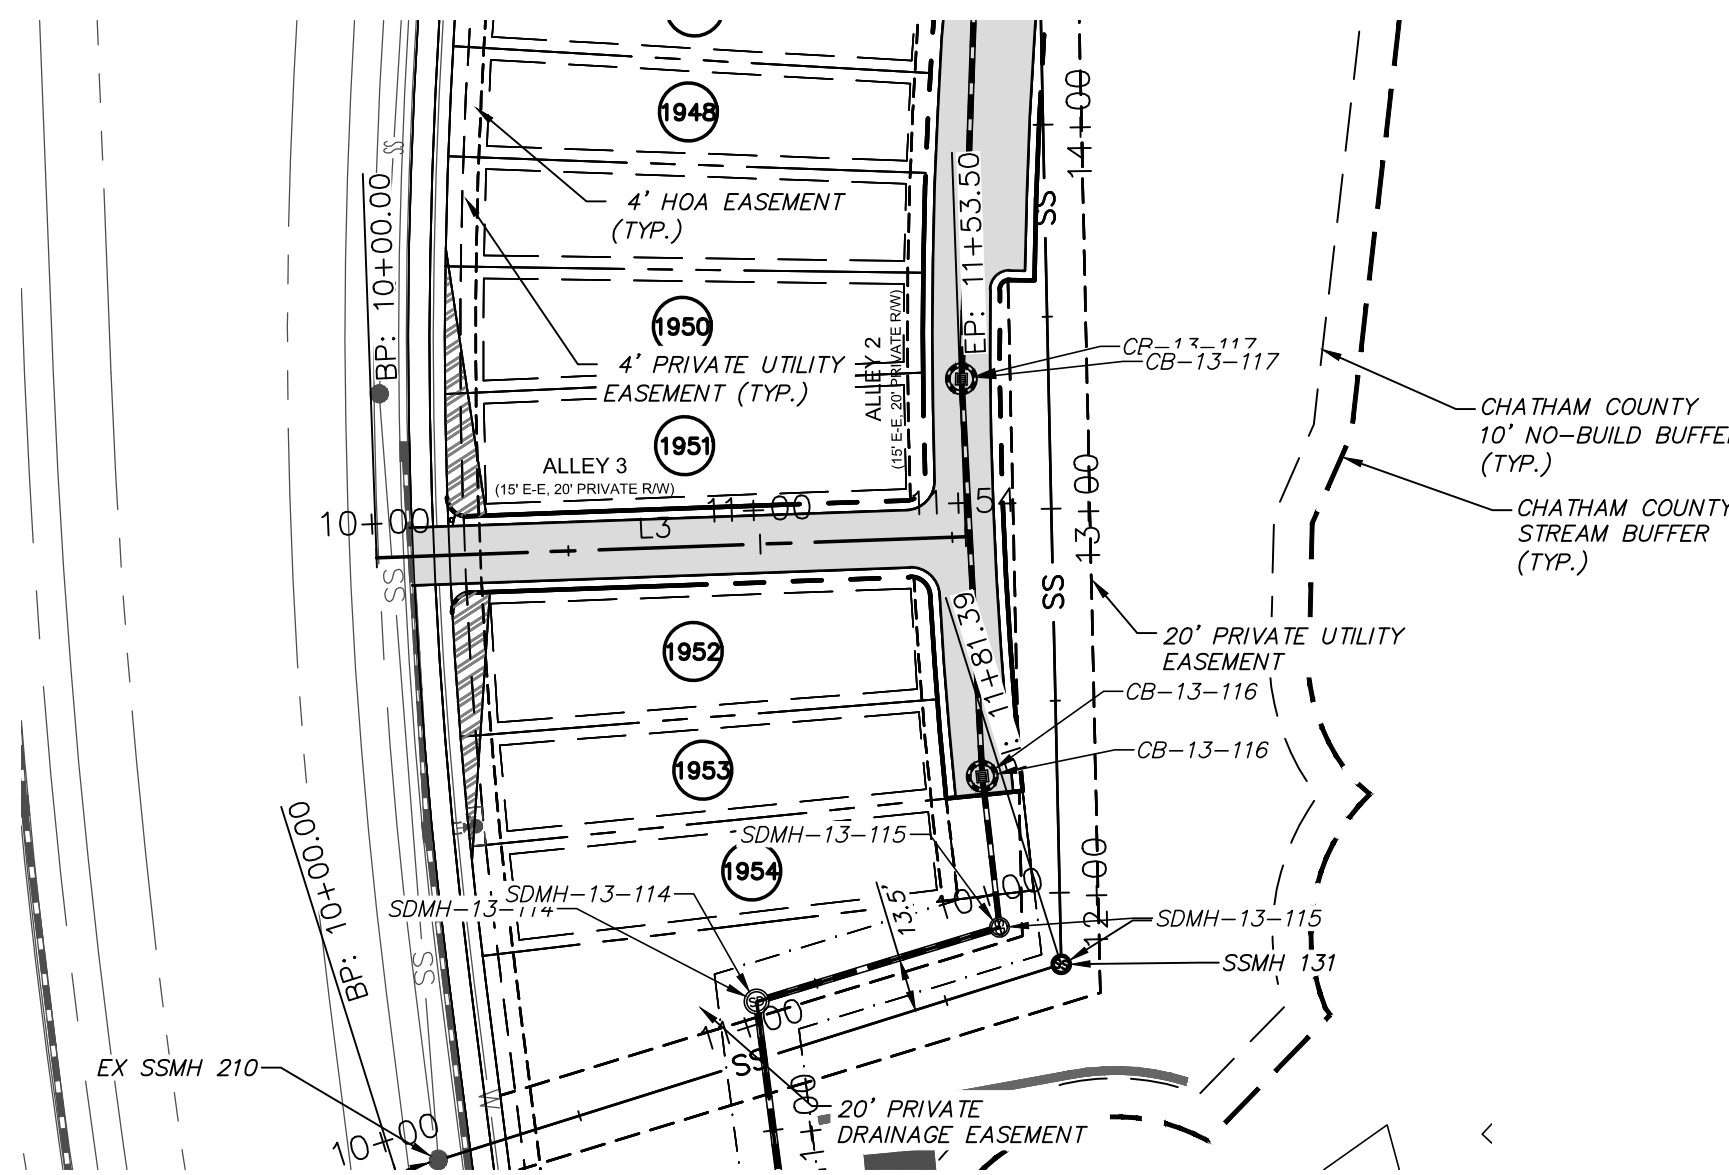 1948
14+00
SS
SS
BP: 10+00.00
EP: 11+53.50
4' HOA EASEMENT
(TYP.)
1950
ALLEY 2
(15' E-E, 20' PRIVATE R/W)
4' PRIVATE UTILITY
EASEMENT (TYP.)
CB-13-117
CB-13-117
CHATHAM COUNTY
10' NO-BUILD BUFFE
(TYP.)
1951
ALLEY 3
(15' E-E, 20' PRIVATE R/W)
10+00
11+00
11+54
L3
13+00
CHATHAM COUNTY
STREAM BUFFER
(TYP.)
SS
SS
20' PRIVATE UTILITY
EASEMENT
1952
11+81.39
CB-13-116
CB-13-116
1953
BP: 10+00.00
SDMH-13-115
1954
SDMH-13-114
SDMH-13-114
13.5'
10+00
12+00
SDMH-13-115
SSMH 131
SS
SD
11+00
SS
EX SSMH 210
W
20' PRIVATE
DRAINAGE EASEMENT
10+00